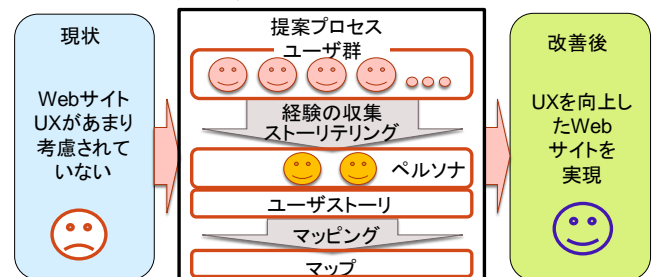 現状
Webサイト
UXがあまり
考慮されて
いない
提案プロセス
ユーザ群
経験の収集
ストーリテリング
ペルソナ
ユーザストーリ
マッピング
マップ
改善後
UXを向上し
たWeb
サイトを
実現